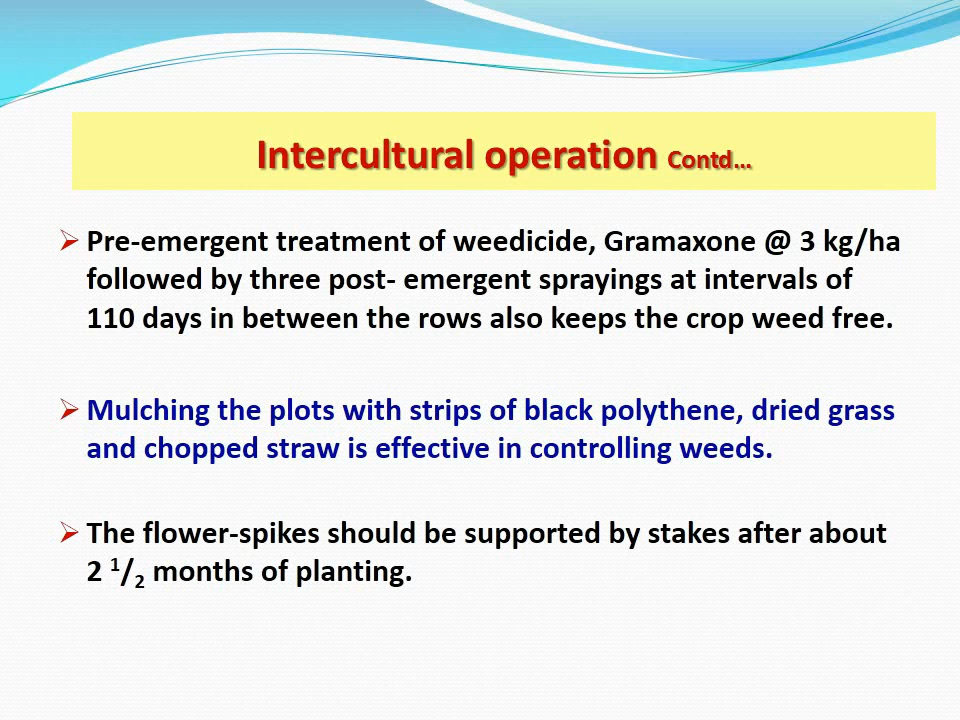 Intercultural operation Contd…
Pre-emergent treatment of weedicide, Gramaxone @ 3 kg/ha
followed by three post- emergent sprayings at intervals of
110 days in between the rows also keeps the crop weed free.
Mulching the plots with strips of black polythene, dried grass
and chopped straw is effective in controlling weeds.
The flower-spikes should be supported by stakes after about
2 1/2 months of planting.